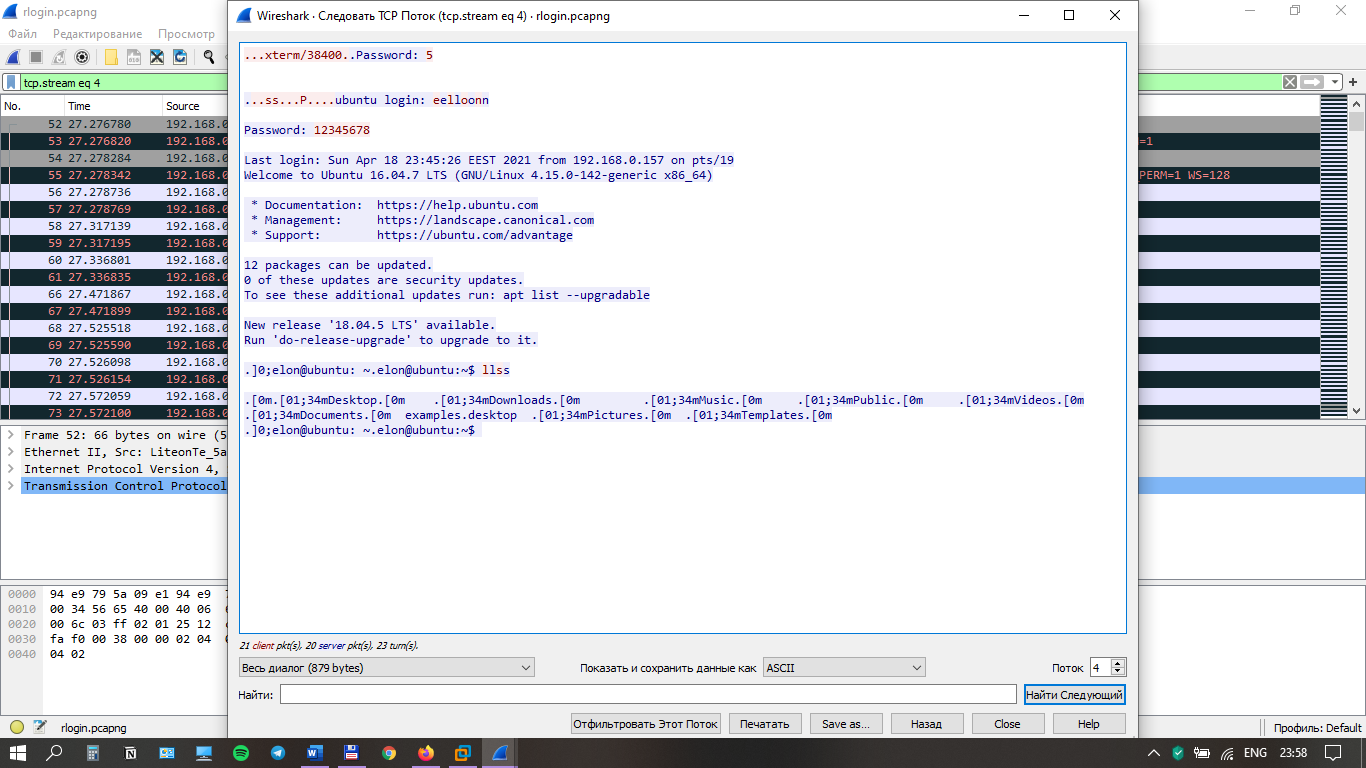 rlogin.pcapng
Файл Редактирование Просмотр
tcp.stream eq 4
No. Time Source
52 27.276780 192.168.0
53 27.276820 192.168.0 =1
54 27.278284 192.168.0
55 27.278342 192.168.0 PERM=1 WS=128
56 27.278736 192.168.0
57 27.278769 192.168.0
58 27.317139 192.168.0
59 27.317195 192.168.0
60 27.336801 192.168.0
61 27.336835 192.168.0
66 27.471867 192.168.0
67 27.471899 192.168.0
68 27.525518 192.168.0
69 27.525590 192.168.0
70 27.526098 192.168.0
71 27.526154 192.168.0
72 27.572059 192.168.0
73 27.572100 192.168.0
Frame 52: 66 bytes on wire (5
Ethernet II, Src: LiteonTe_5a
Internet Protocol Version 4,
Transmission Control Protocol
0000 94 e9 79 5a 09 e1 94 e9
0010 00 34 56 65 40 00 40 06
0020 00 6c 03 ff 02 01 25 12
0030 fa f0 00 38 00 00 02 04
0040 04 02
Wireshark · Следовать TCP Поток (tcp.stream eq 4) · rlogin.pcapng
...xterm/38400..Password: 5
...ss...P....ubuntu login: eelloonn
Password: 12345678
Last login: Sun Apr 18 23:45:26 EEST 2021 from 192.168.0.157 on pts/19
Welcome to Ubuntu 16.04.7 LTS (GNU/Linux 4.15.0-142-generic x86_64)
* Documentation: https://help.ubuntu.com
* Management: https://landscape.canonical.com
* Support: https://ubuntu.com/advantage
12 packages can be updated.
0 of these updates are security updates.
To see these additional updates run: apt list --upgradable
New release '18.04.5 LTS' available.
Run 'do-release-upgrade' to upgrade to it.
.]0;elon@ubuntu: ~.elon@ubuntu:~$ llss
.[0m.[01;34mDesktop.[0m .[01;34mDownloads.[0m .[01;34mMusic.[0m .[01;34mPublic.[0m .[01;34mVideos.[0m
.[01;34mDocuments.[0m examples.desktop .[01;34mPictures.[0m .[01;34mTemplates.[0m
.]0;elon@ubuntu: ~.elon@ubuntu:~$
21 client pkt(s), 20 server pkt(s), 23 turn(s).
Весь диалог (879 bytes) Показать и сохранить данные как ASCII Поток 4
Найти: Найти Следующий
Отфильтровать Этот Поток Печатать Save as... Назад Close Help
rlogin.pcapng Профиль: Default
ENG 23:58